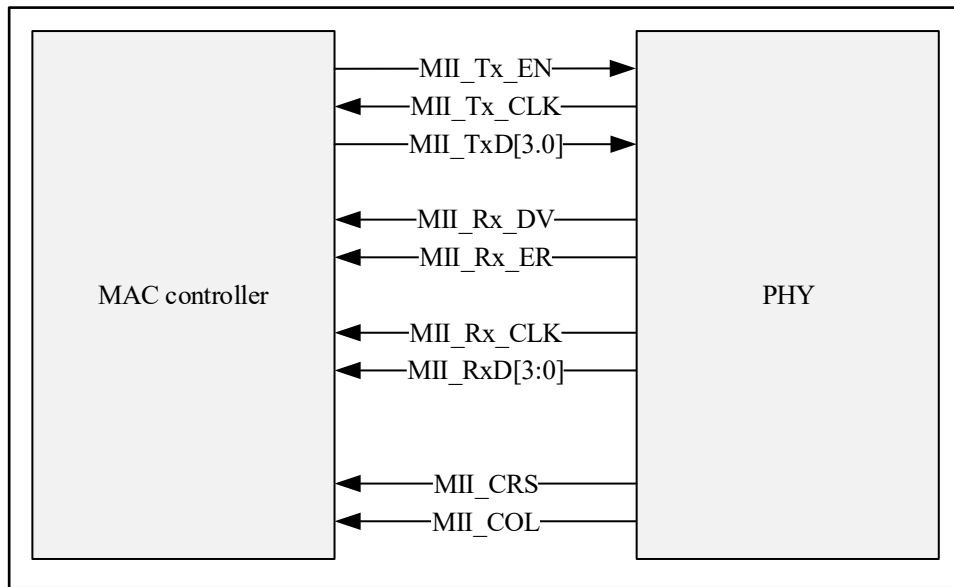 MII_Tx_EN
MII_Tx_CLK
MII_TxD[3.0]
MII_Rx_DV
MII_Rx_ER
MAC controller
PHY
MII_Rx_CLK
MII_RxD[3:0]
MII_CRS
MII_COL